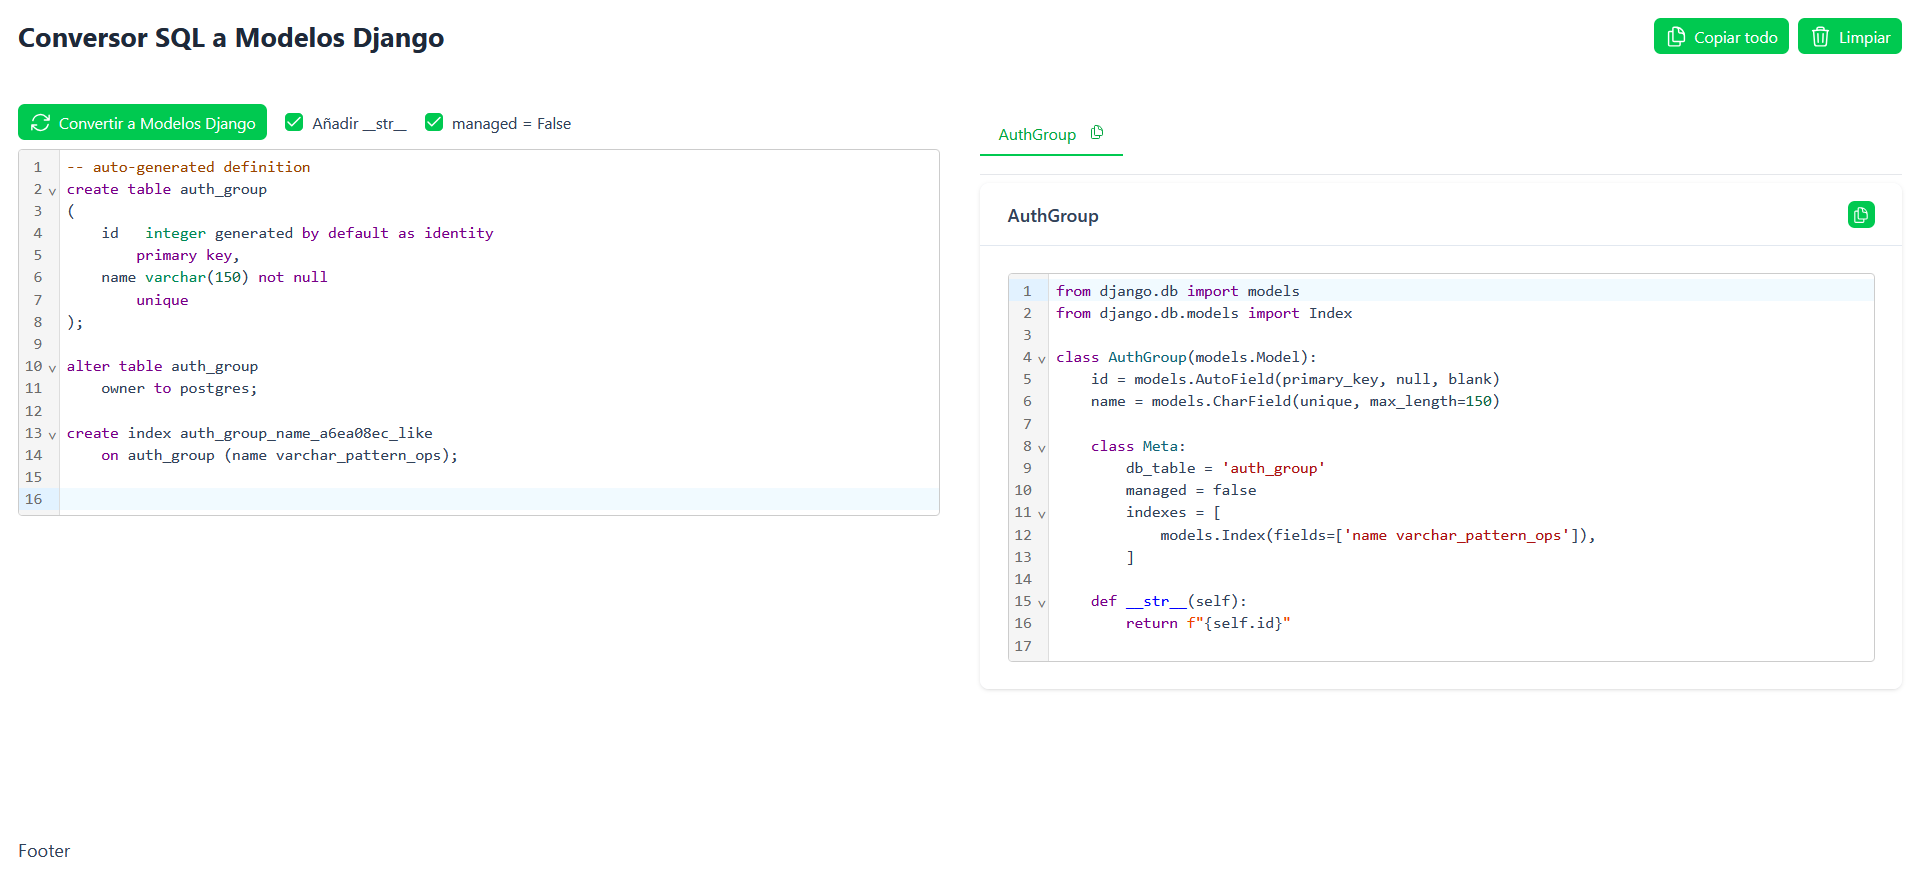 Conversor SQL a Modelos Django
Copiar todo
Limpiar
Convertir a Modelos Django
Añadir __str__
managed = False
1 -- auto-generated definition
2 create table auth_group
3 (
4     id   integer generated by default as identity
5         primary key,
6     name varchar(150) not null
7         unique
8 );
9
10 alter table auth_group
11     owner to postgres;
12
13 create index auth_group_name_a6ea08ec_like
14     on auth_group (name varchar_pattern_ops);
15
16
AuthGroup
AuthGroup
1 from django.db import models
2 from django.db.models import Index
3
4 class AuthGroup(models.Model):
5     id = models.AutoField(primary_key, null, blank)
6     name = models.CharField(unique, max_length=150)
7
8     class Meta:
9         db_table = 'auth_group'
10         managed = false
11         indexes = [
12             models.Index(fields=['name varchar_pattern_ops']),
13         ]
14
15     def __str__(self):
16         return f"{self.id}"
17
Footer